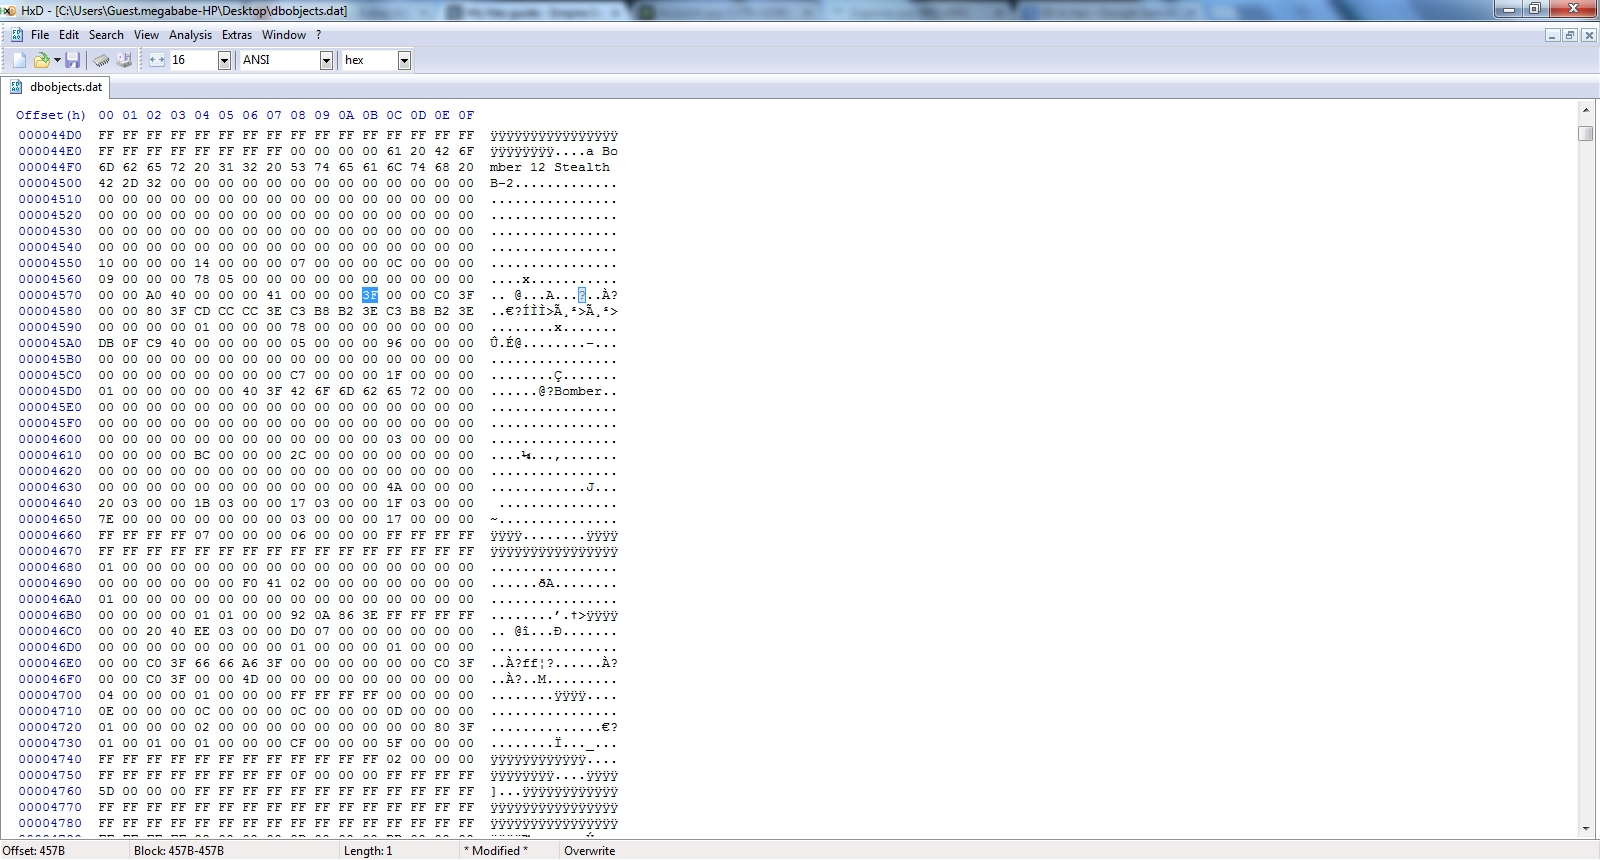 HxD - [C:\Users\Guest.megababe-HP\Desktop\dbobjects.dat]
File Edit Search View Analysis Extras Window ?
16 ANSI hex
dbobjects.dat
Offset(h) 00 01 02 03 04 05 06 07 08 09 0A 0B 0C 0D 0E 0F
000044D0 FF FF FF FF FF FF FF FF FF FF FF FF FF FF FF FF ÿÿÿÿÿÿÿÿÿÿÿÿÿÿÿÿ
000044E0 FF FF FF FF FF FF FF FF 00 00 00 00 61 20 42 6F ÿÿÿÿÿÿÿÿ....a Bo
000044F0 6D 62 65 72 20 31 32 20 53 74 65 61 6C 74 68 20 mber 12 Stealth
00004500 42 2D 32 00 00 00 00 00 00 00 00 00 00 00 00 00 B-2.............
00004510 00 00 00 00 00 00 00 00 00 00 00 00 00 00 00 00 ................
00004520 00 00 00 00 00 00 00 00 00 00 00 00 00 00 00 00 ................
00004530 00 00 00 00 00 00 00 00 00 00 00 00 00 00 00 00 ................
00004540 00 00 00 00 00 00 00 00 00 00 00 00 00 00 00 00 ................
00004550 10 00 00 00 14 00 00 00 07 00 00 00 0C 00 00 00 ................
00004560 09 00 00 00 78 05 00 00 00 00 00 00 00 00 00 00 ....x...........
00004570 00 00 A0 40 00 00 00 41 00 00 00 3F 00 00 C0 3F .. @...A...?..À?
00004580 00 00 80 3F CD CC CC 3E C3 B8 B2 3E C3 B8 B2 3E ..€?ÍÌÌ>Ã¸²>Ã¸²>
00004590 00 00 00 00 01 00 00 00 78 00 00 00 00 00 00 00 ........x.......
000045A0 DB 0F C9 40 00 00 00 00 05 00 00 00 96 00 00 00 Û.É@........–...
000045B0 00 00 00 00 00 00 00 00 00 00 00 00 00 00 00 00 ................
000045C0 00 00 00 00 00 00 00 00 C7 00 00 00 1F 00 00 00 ........Ç.......
000045D0 01 00 00 00 00 00 40 3F 42 6F 6D 62 65 72 00 00 ......@?Bomber..
000045E0 00 00 00 00 00 00 00 00 00 00 00 00 00 00 00 00 ................
000045F0 00 00 00 00 00 00 00 00 00 00 00 00 00 00 00 00 ................
00004600 00 00 00 00 00 00 00 00 00 00 00 00 03 00 00 00 ................
00004610 00 00 00 00 BC 00 00 00 2C 00 00 00 00 00 00 00 ....¼...,.......
00004620 00 00 00 00 00 00 00 00 00 00 00 00 00 00 00 00 ................
00004630 00 00 00 00 00 00 00 00 00 00 00 00 4A 00 00 00 ............J...
00004640 20 03 00 00 1B 03 00 00 17 03 00 00 1F 03 00 00  ...............
00004650 7E 00 00 00 00 00 00 00 03 00 00 00 17 00 00 00 ~...............
00004660 FF FF FF FF 07 00 00 00 06 00 00 00 FF FF FF FF ÿÿÿÿ........ÿÿÿÿ
00004670 FF FF FF FF FF FF FF FF FF FF FF FF FF FF FF FF ÿÿÿÿÿÿÿÿÿÿÿÿÿÿÿÿ
00004680 01 00 00 00 00 00 00 00 00 00 00 00 00 00 00 00 ................
00004690 00 00 00 00 00 00 F0 41 02 00 00 00 00 00 00 00 ......ðA........
000046A0 01 00 00 00 00 00 00 00 00 00 00 00 00 00 00 00 ................
000046B0 00 00 00 00 01 01 00 00 92 0A 86 3E FF FF FF FF ........’.†>ÿÿÿÿ
000046C0 00 00 20 40 EE 03 00 00 D0 07 00 00 00 00 00 00 .. @î...Ð.......
000046D0 00 00 00 00 00 00 00 00 01 00 00 00 01 00 00 00 ................
000046E0 00 00 C0 3F 66 66 A6 3F 00 00 00 00 00 00 C0 3F ..À?ff¦?......À?
000046F0 00 00 C0 3F 00 00 4D 00 00 00 00 00 00 00 00 00 ..À?..M.........
00004700 04 00 00 00 01 00 00 00 FF FF FF FF 00 00 00 00 ........ÿÿÿÿ....
00004710 0E 00 00 00 0C 00 00 00 0C 00 00 00 0D 00 00 00 ................
00004720 01 00 00 00 02 00 00 00 00 00 00 00 00 00 80 3F ..............€?
00004730 01 00 01 00 01 00 00 00 CF 00 00 00 5F 00 00 00 ........Ï..._...
00004740 FF FF FF FF FF FF FF FF FF FF FF FF 02 00 00 00 ÿÿÿÿÿÿÿÿÿÿÿÿ....
00004750 FF FF FF FF FF FF FF FF 0F 00 00 00 FF FF FF FF ÿÿÿÿÿÿÿÿ....ÿÿÿÿ
00004760 5D 00 00 00 FF FF FF FF FF FF FF FF FF FF FF FF ]...ÿÿÿÿÿÿÿÿÿÿÿÿ
00004770 FF FF FF FF FF FF FF FF FF FF FF FF FF FF FF FF ÿÿÿÿÿÿÿÿÿÿÿÿÿÿÿÿ
00004780 FF FF FF FF FF FF FF FF FF FF FF FF FF FF FF FF ÿÿÿÿÿÿÿÿÿÿÿÿÿÿÿÿ
Offset: 457B Block: 457B-457B Length: 1 * Modified * Overwrite